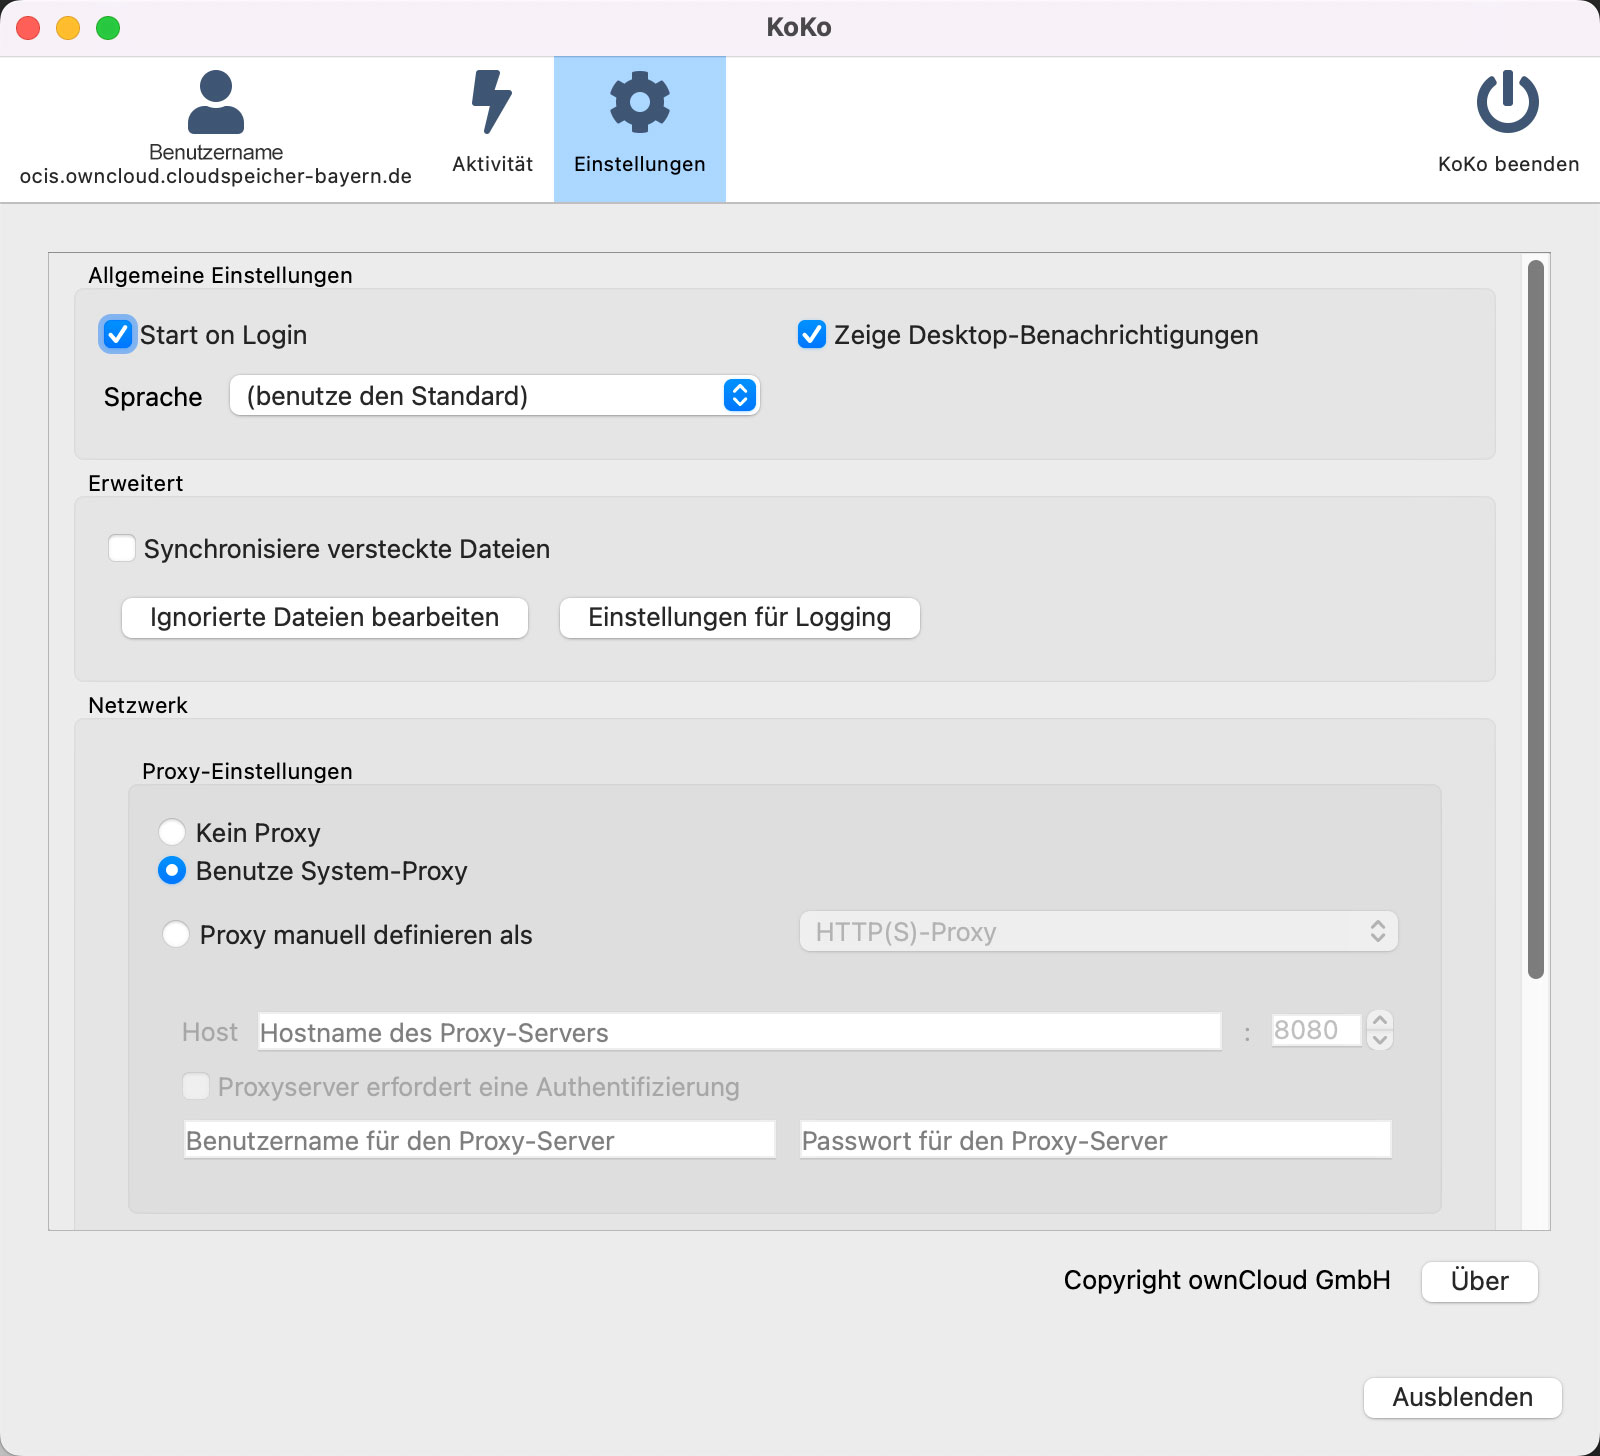 KoKo
Benutzername
ocis.owncloud.cloudspeicher-bayern.de
Aktivität
Einstellungen
KoKo beenden
Allgemeine Einstellungen
Start on Login
Zeige Desktop-Benachrichtigungen
Sprache (benutze den Standard)
Erweitert
Synchronisiere versteckte Dateien
Ignorierte Dateien bearbeiten
Einstellungen für Logging
Netzwerk
Proxy-Einstellungen
Kein Proxy
Benutze System-Proxy
Proxy manuell definieren als HTTP(S)-Proxy
Host Hostname des Proxy-Servers : 8080
Proxyserver erfordert eine Authentifizierung
Benutzername für den Proxy-Server Passwort für den Proxy-Server
Copyright ownCloud GmbH Über
Ausblenden